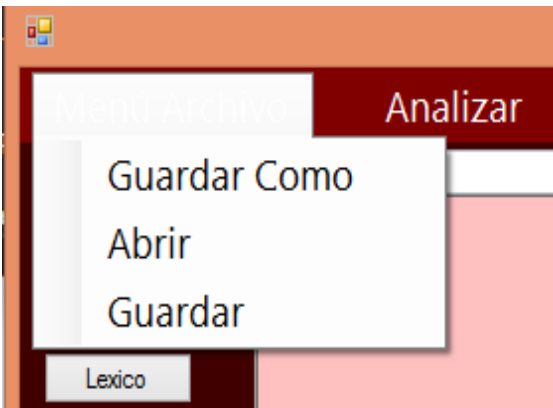 Menu Archivo
Analizar
Guardar Como
Abrir
Guardar
Lexico